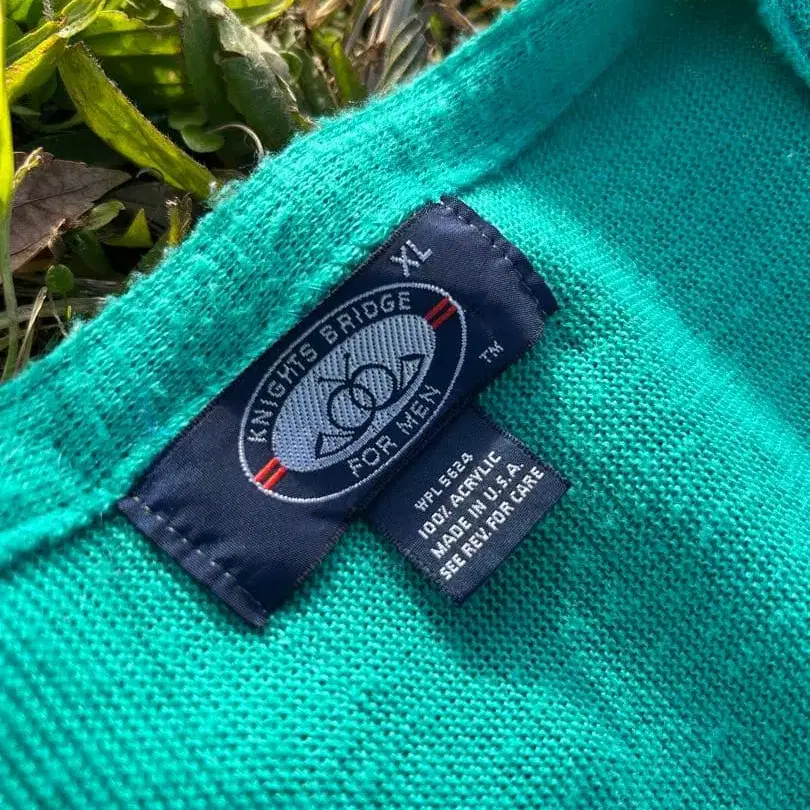 XL
KNIGHTS BRIDGE
FOR MEN
TM
WPL 5624
100% ACRYLIC
MADE IN U.S.A.
SEE REV. FOR CARE